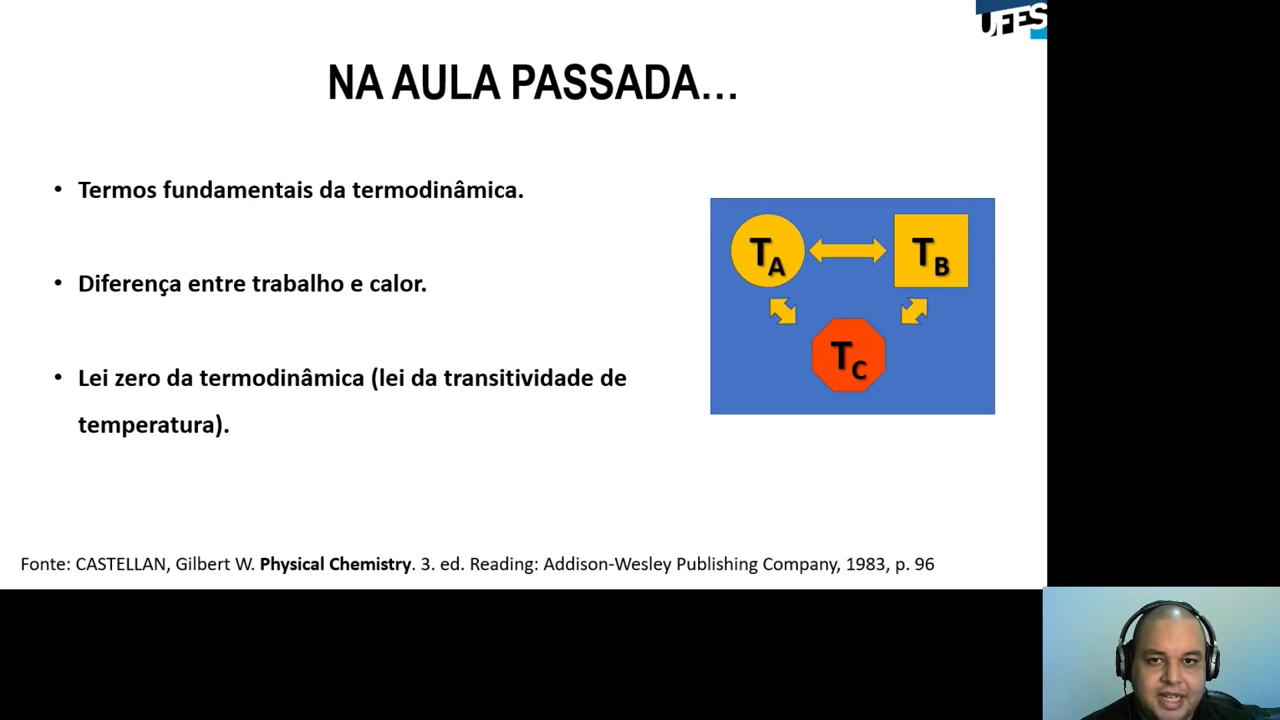 UFES
NA AULA PASSADA...
• Termos fundamentais da termodinâmica.
• Diferença entre trabalho e calor.
• Lei zero da termodinâmica (lei da transitividade de
temperatura).
TA
TB
TC
Fonte: CASTELLAN, Gilbert W. Physical Chemistry. 3. ed. Reading: Addison-Wesley Publishing Company, 1983, p. 96